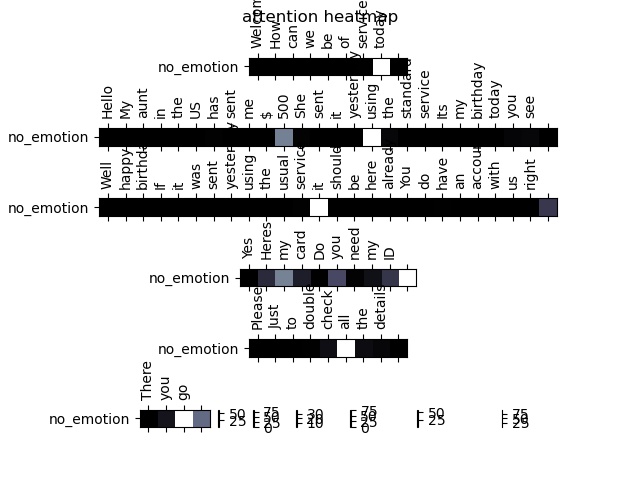 attention heatmap
Welcom How can we be of service today
no_emotion
Hello My aunt in the US has sent me $ 500 She sent it yesterday using the standard service Its my birthday today you see
no_emotion
Well happy birthday If it was sent yesterday using the usual service it should be here already You do have an account with us right
no_emotion
Yes Heres my card Do you need my ID
no_emotion
Please Just to double check all the details
no_emotion
There you go
no_emotion
50 25
75 50 25 0
30 20 10
75 50 25 0
50 25
75 50 25